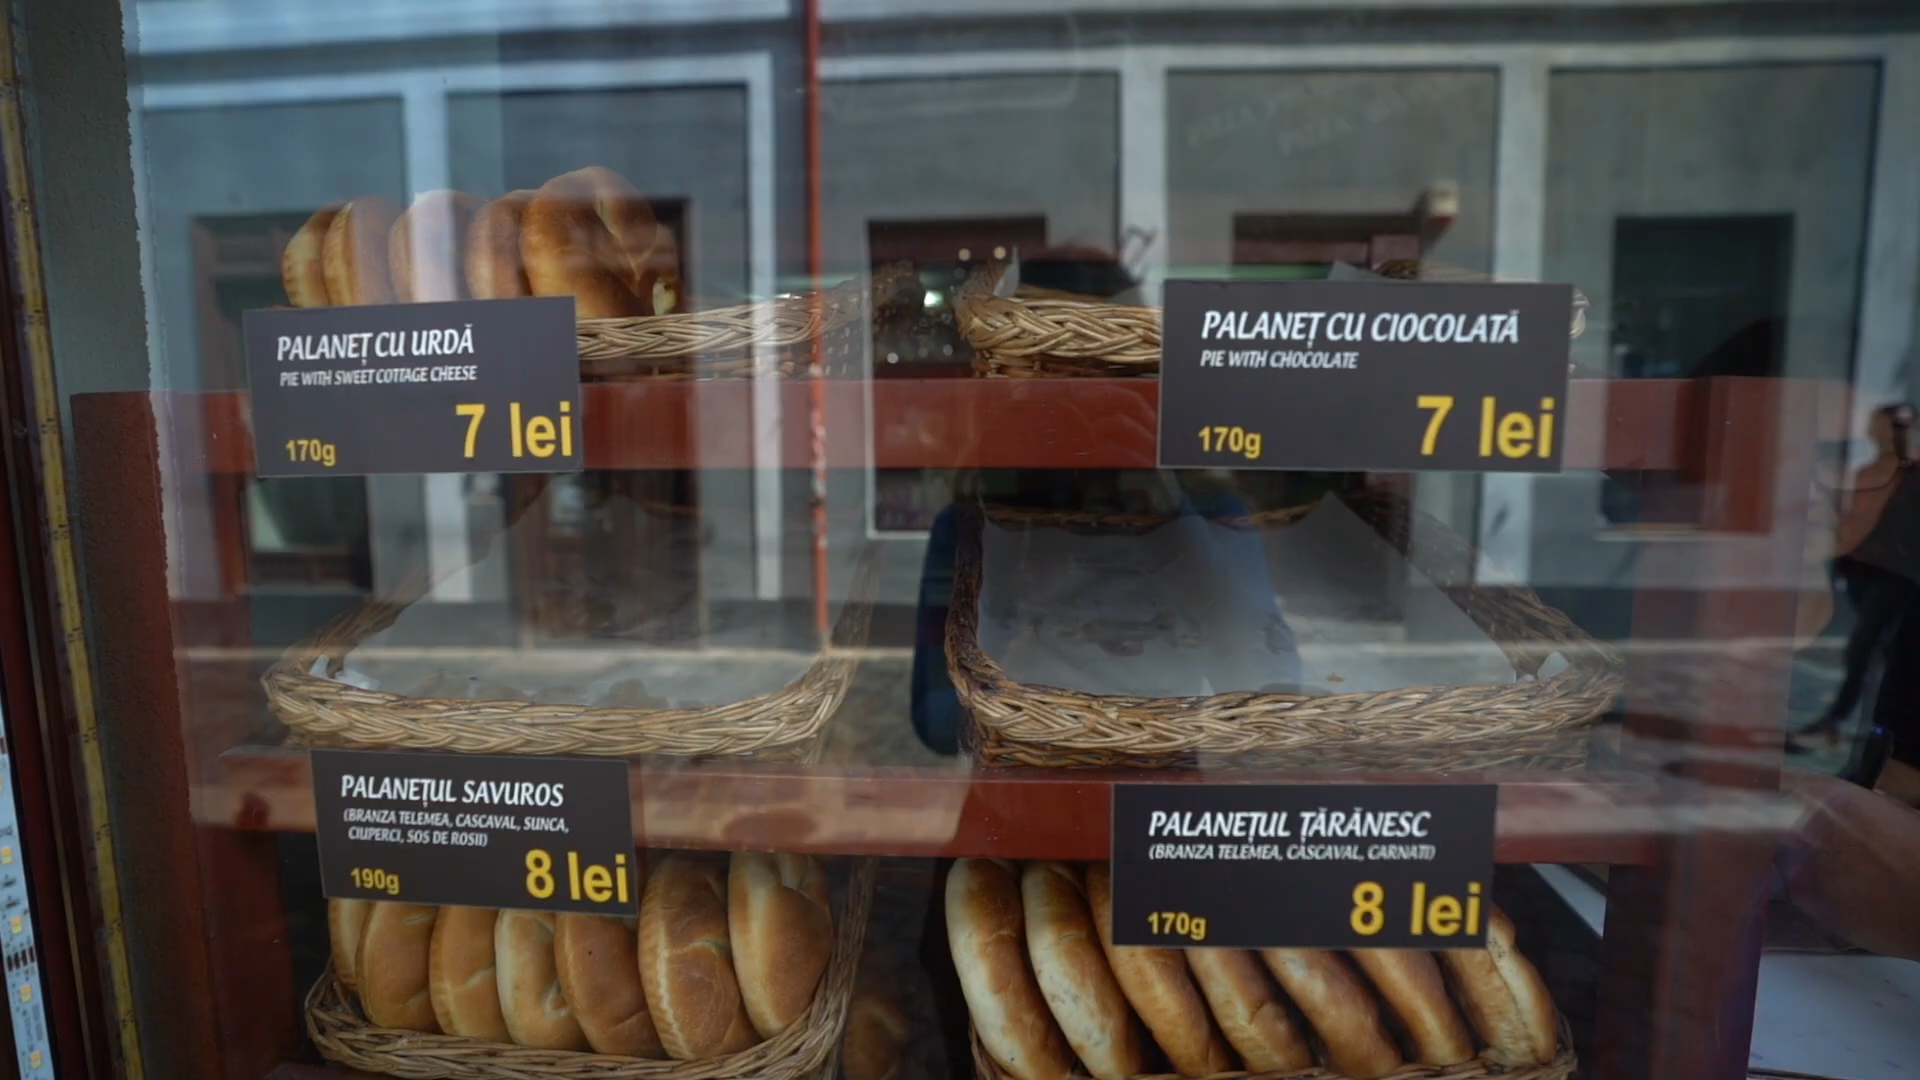 PALANEȚ CU URDĂ
PIE WITH SWEET COTTAGE CHEESE
170g
7 lei
PALANEȚ CU CIOCOLATĂ
PIE WITH CHOCOLATE
170g
7 lei
PALANEȚUL SAVUROS
(BRANZA TELEMEA, CASCAVAL, SUNCA,
CIUPERCI, SOS DE ROSII)
190g
8 lei
PALANEȚUL ȚĂRĂNESC
(BRANZA TELEMEA, CASCAVAL, CARNATI)
170g
8 lei